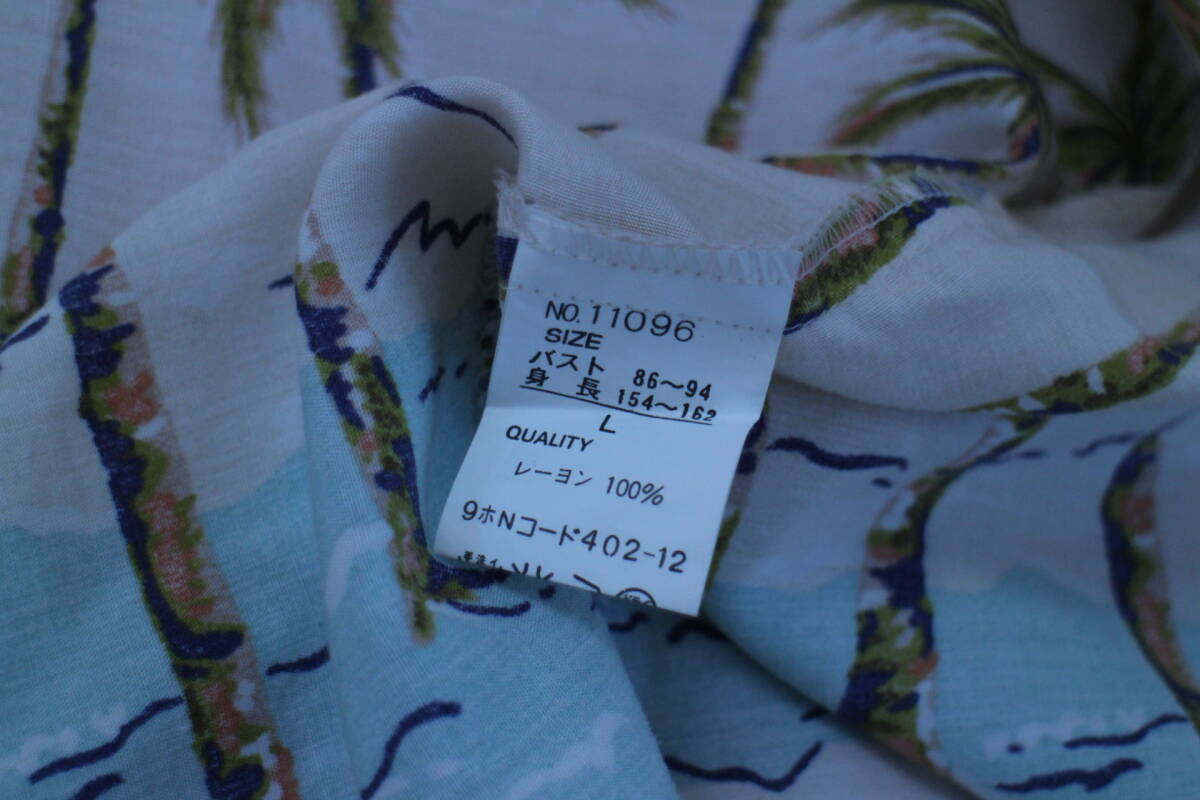 NO.11096
SIZE
バスト 86〜94
身長 154〜162
L
QUALITY
レーヨン 100%
9ホNコード402-12